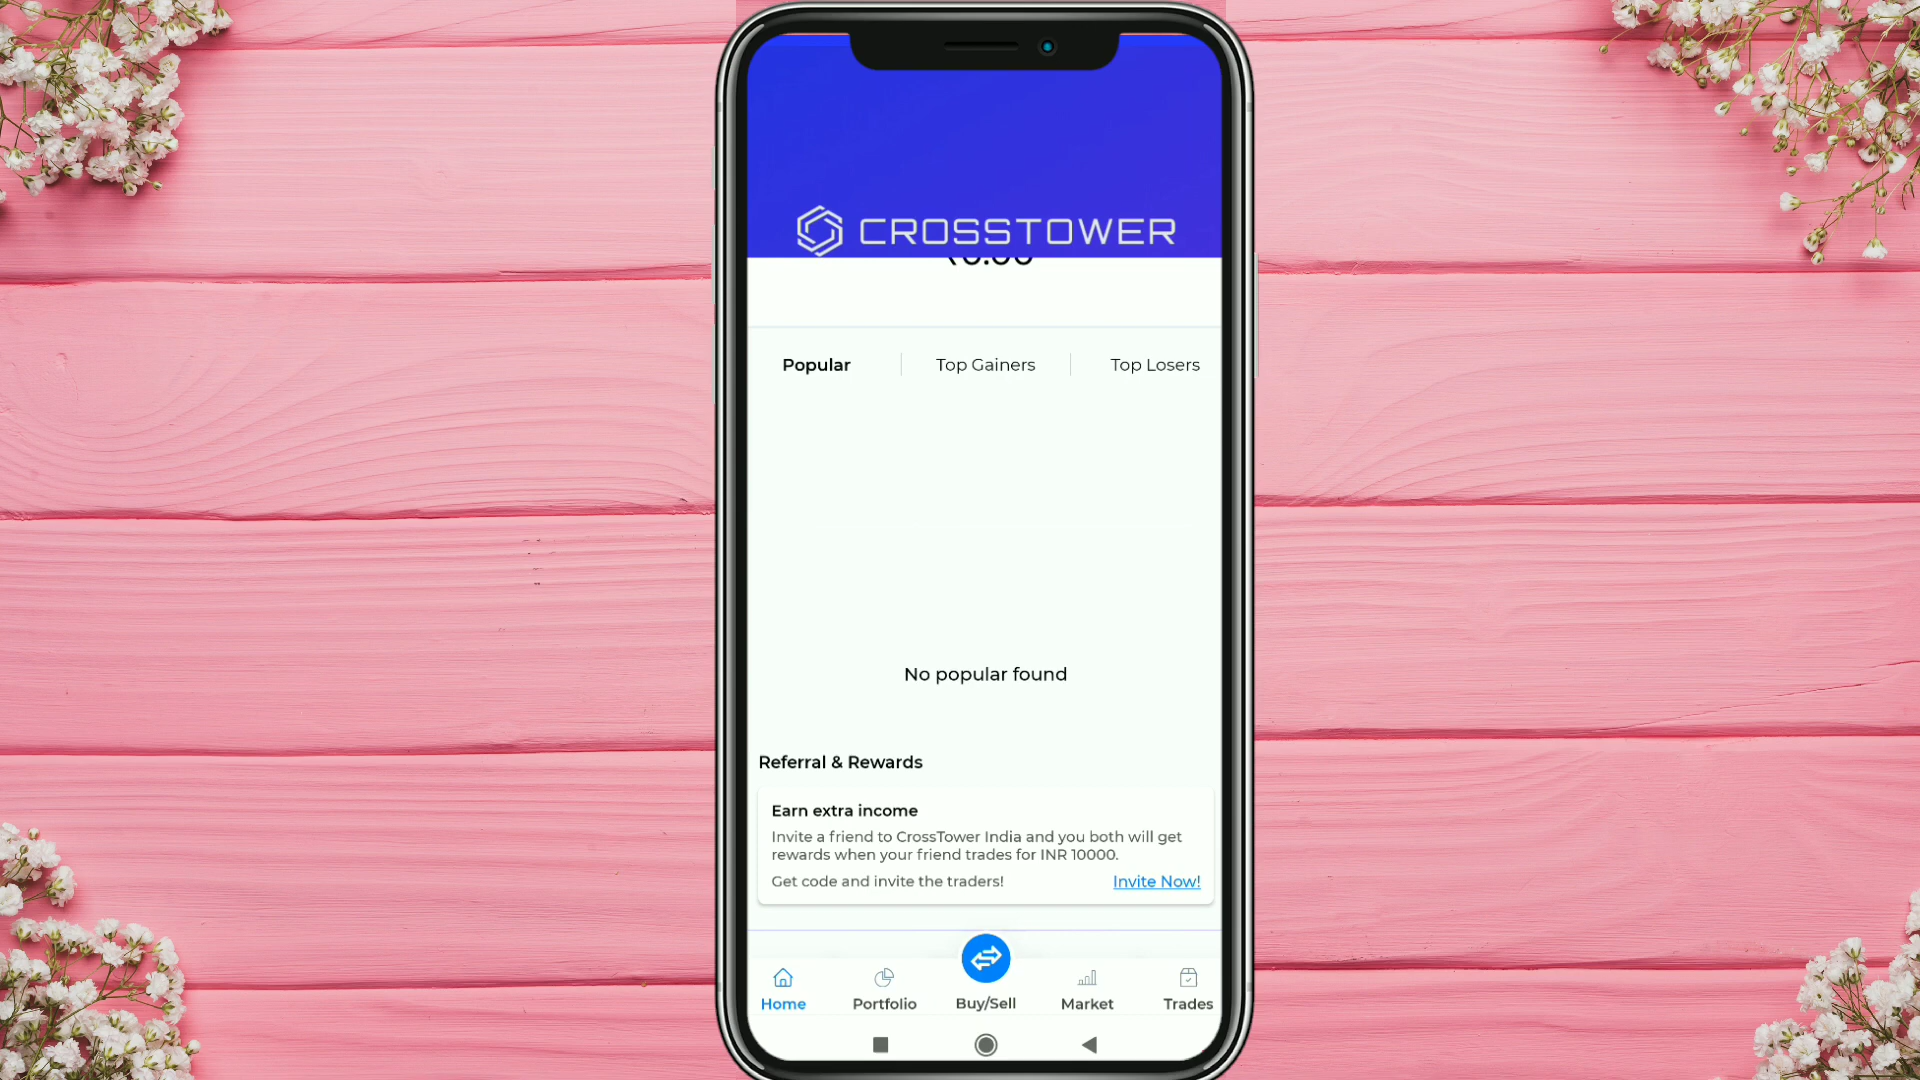 CROSSTOWER
Popular
Top Gainers
Top Losers
No popular found
Referral & Rewards
Earn extra income
Invite a friend to CrossTower India and you both will get
rewards when your friend trades for INR 10000.
Get code and invite the traders!
Invite Now!
Home
Portfolio
Buy/Sell
Market
Trades